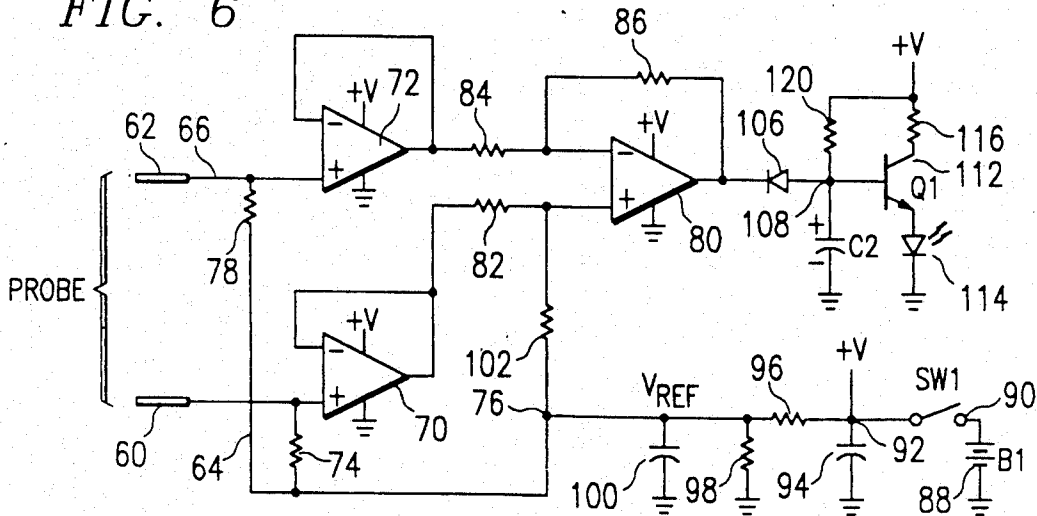 FIG. 6
86
+V
72
84
+V
120
+V
62
66
106
116
-
+
-
+
112
Q1
78
82
80
108
+
-
C2
114
PROBE
+V
-
+
102
76
VREF
96
+V
SW1
90
60
64
74
70
100
98
94
92
88
B1